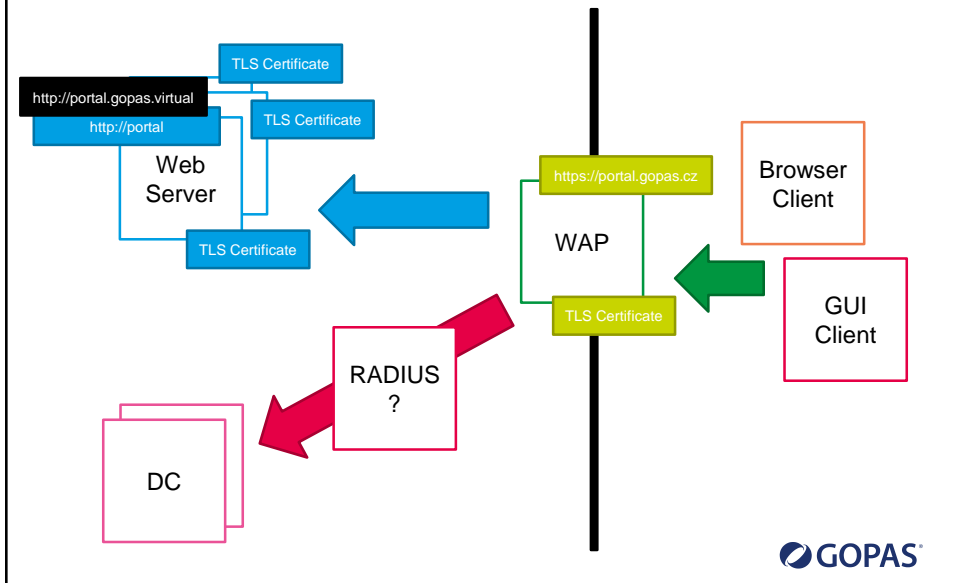 TLS Certificate
http://portal.gopas.virtual
http://portal
TLS Certificate
Web
Server
TLS Certificate
https://portal.gopas.cz
WAP
TLS Certificate
Browser
Client
GUI
Client
RADIUS
?
DC
GOPAS